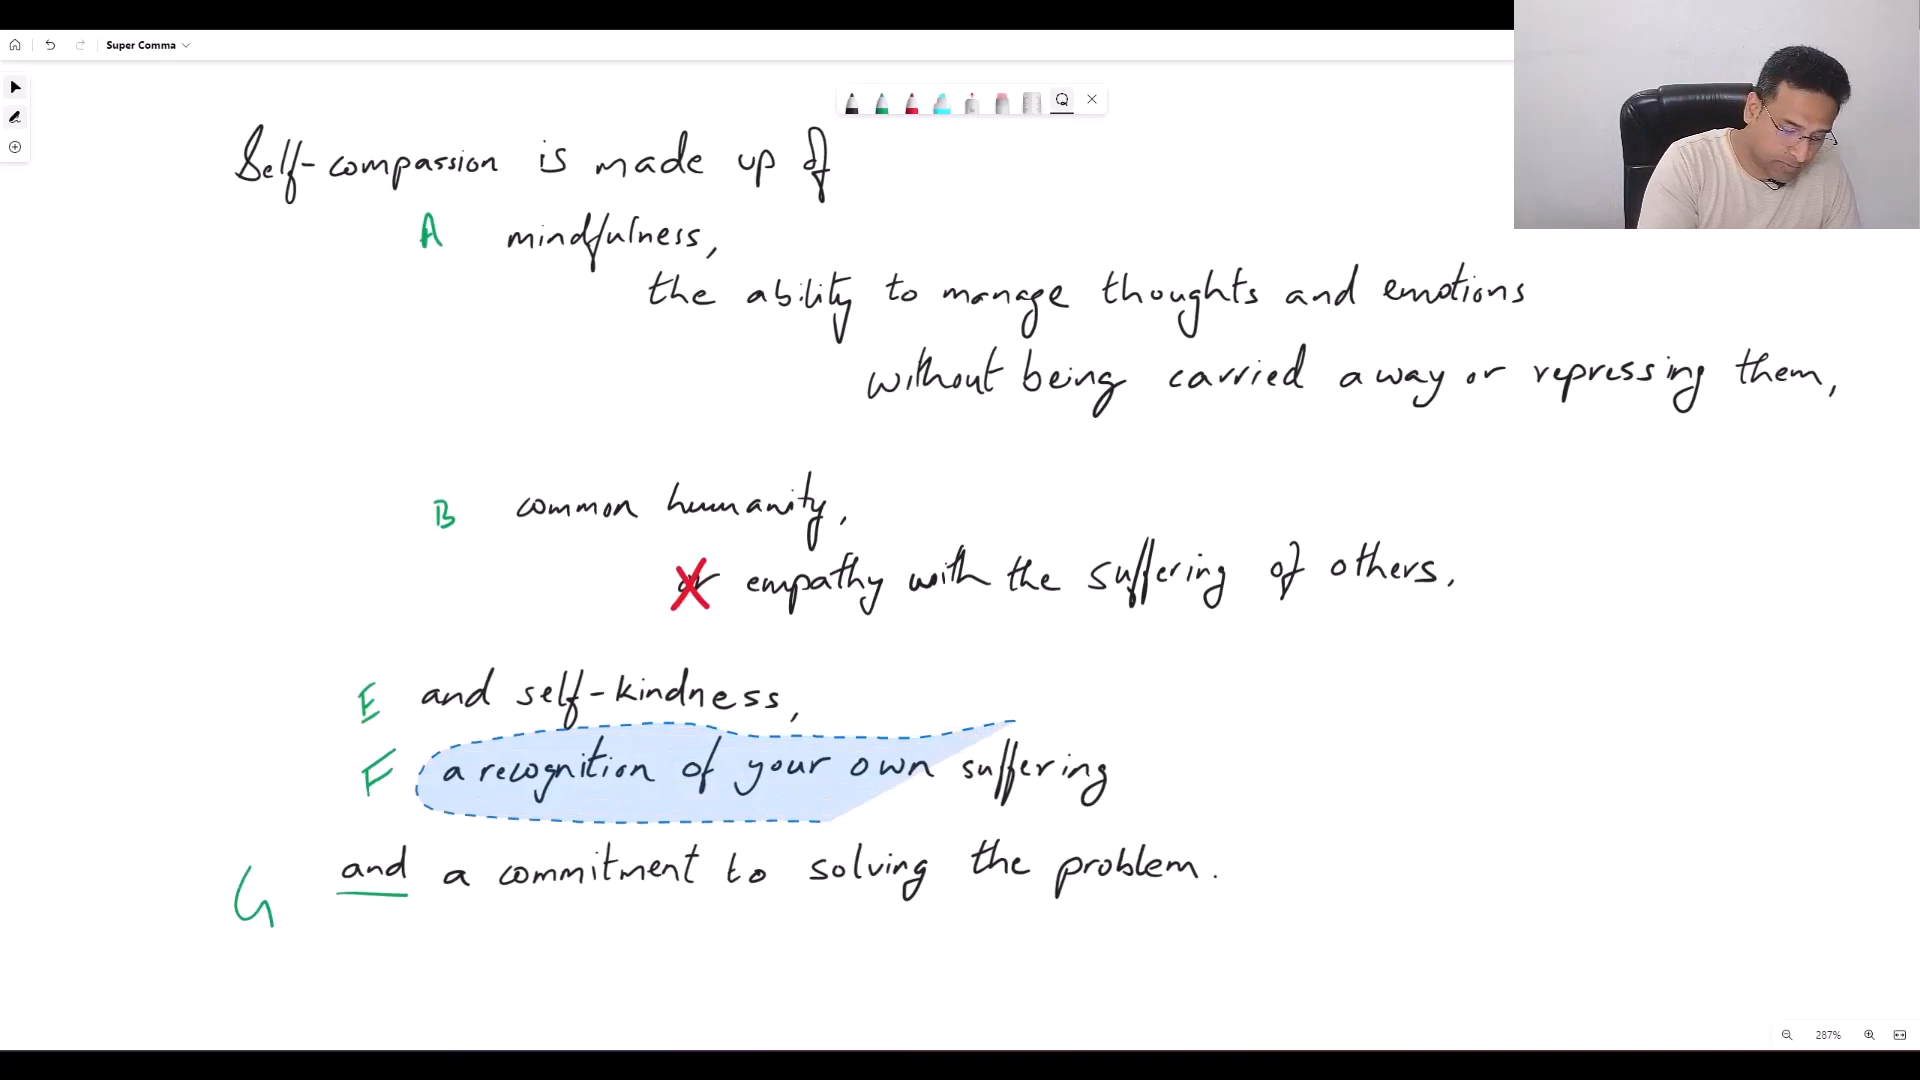 Super Comma
Self-compassion is made up of
A mindfulness,
the ability to manage thoughts and emotions
without being carried away or repressing them,
B common humanity,
or empathy with the suffering of others,
E and self-kindness,
F a recognition of your own suffering
G and a commitment to solving the problem.
287%